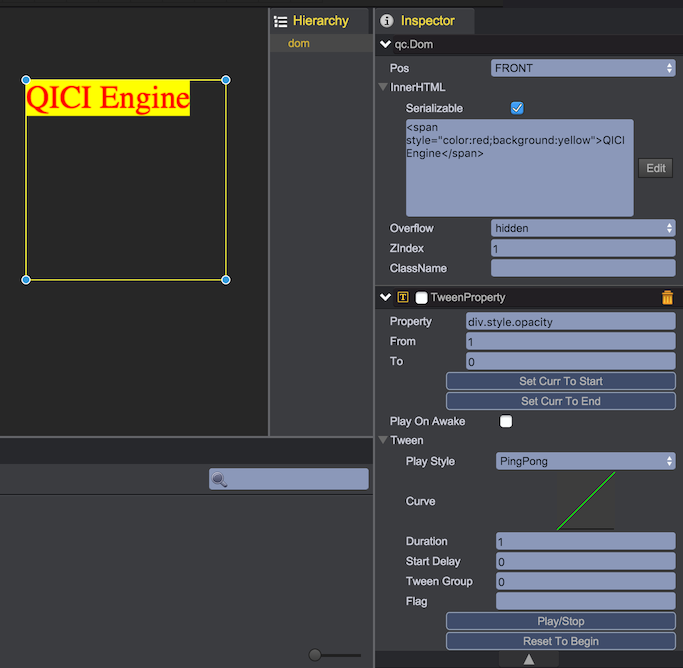 Hierarchy
Inspector
dom
qc.Dom
Pos
FRONT
InnerHTML
Serializable
<span
style="color:red;background:yellow">QICI
Engine</span>
Edit
Overflow
hidden
ZIndex
1
ClassName
QICI Engine
T
TweenProperty
Property
div.style.opacity
From
1
To
0
Set Curr To Start
Set Curr To End
Play On Awake
Tween
Play Style
PingPong
Curve
Duration
1
Start Delay
0
Tween Group
0
Flag
Play/Stop
Reset To Begin